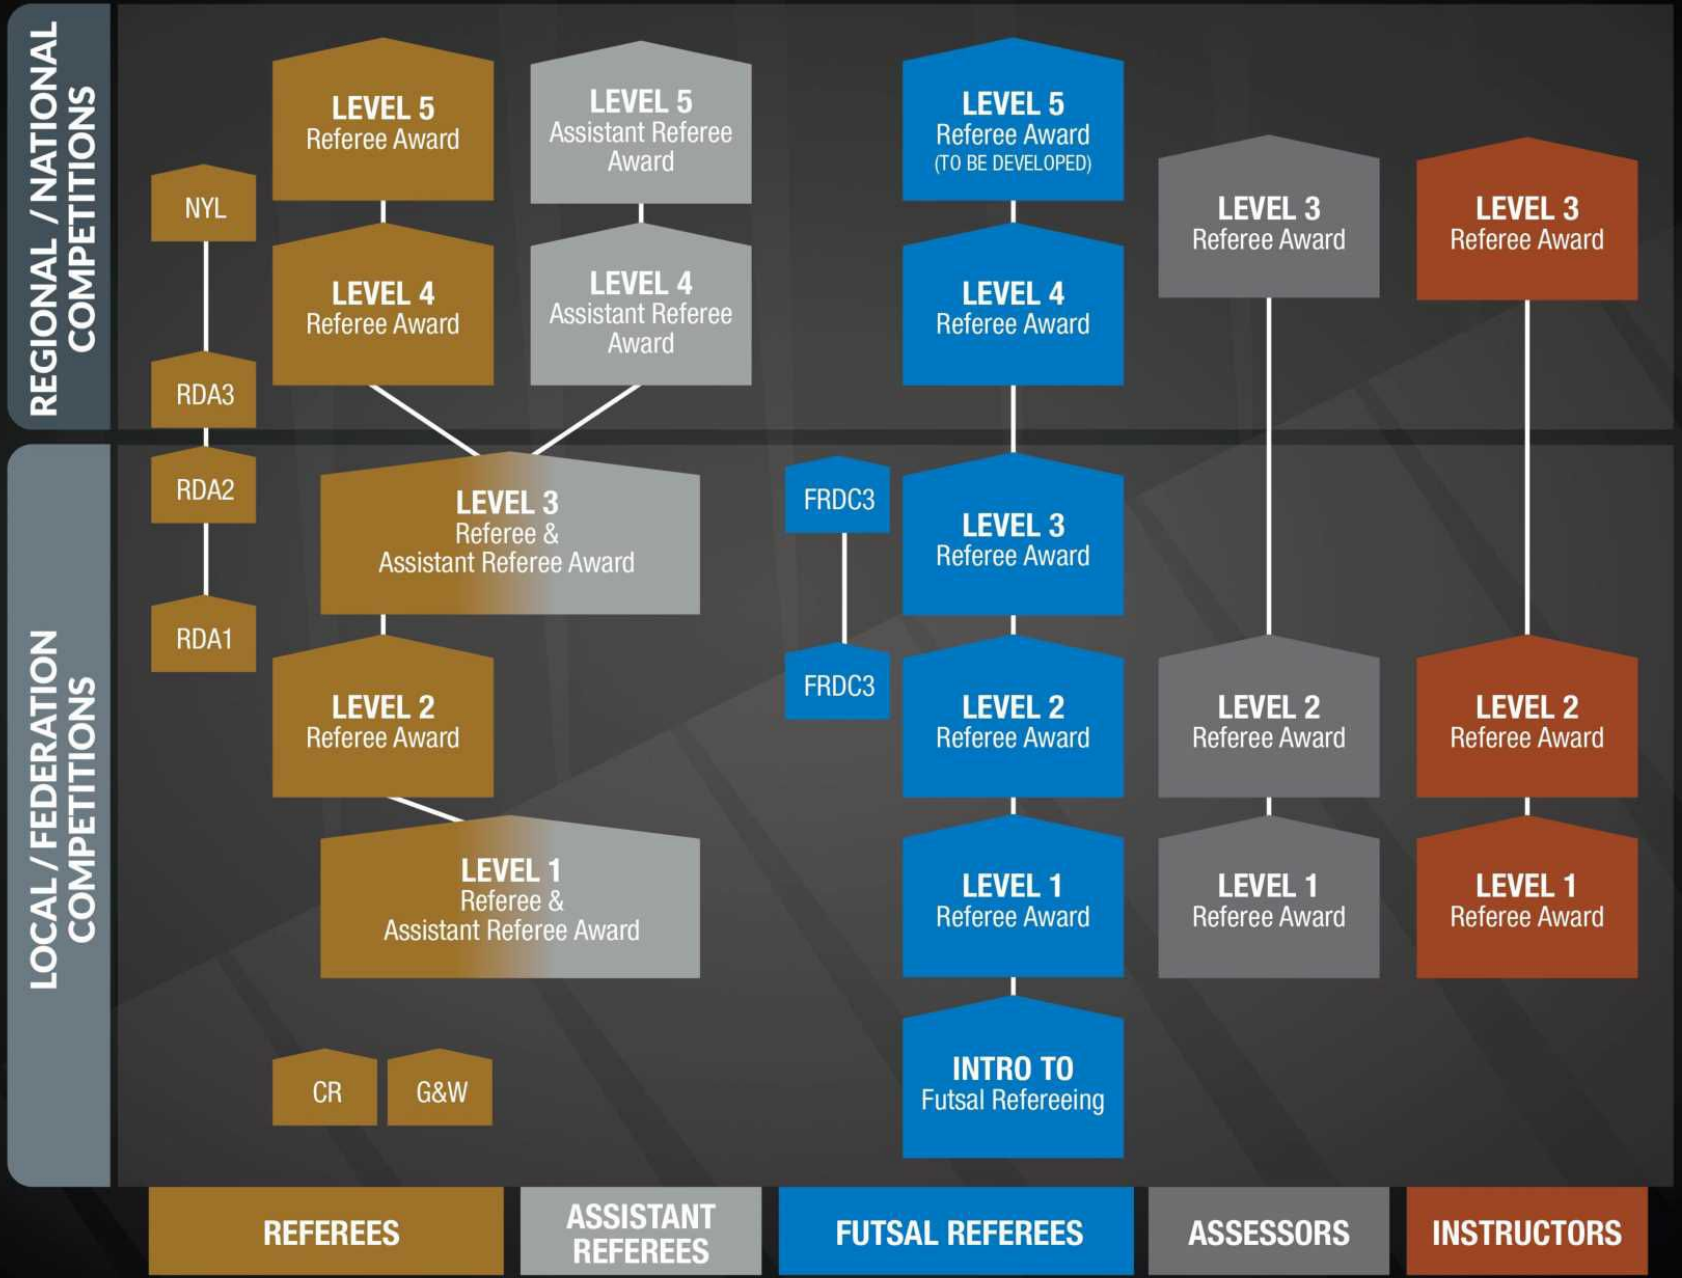 REGIONAL / NATIONAL
COMPETITIONS
NYL
RDA3
LEVEL 5
Referee Award
LEVEL 4
Referee Award
LEVEL 5
Assistant Referee
Award
LEVEL 4
Assistant Referee
Award
LEVEL 5
Referee Award
(TO BE DEVELOPED)
LEVEL 4
Referee Award
LEVEL 3
Referee Award
LEVEL 3
Referee Award
LOCAL / FEDERATION
COMPETITIONS
RDA2
RDA1
LEVEL 3
Referee &
Assistant Referee Award
LEVEL 2
Referee Award
LEVEL 1
Referee &
Assistant Referee Award
CR
G&W
FRDC3
FRDC3
LEVEL 3
Referee Award
LEVEL 2
Referee Award
LEVEL 1
Referee Award
INTRO TO
Futsal Refereeing
LEVEL 2
Referee Award
LEVEL 1
Referee Award
LEVEL 2
Referee Award
LEVEL 1
Referee Award
REFEREES
ASSISTANT
REFEREES
FUTSAL REFEREES
ASSESSORS
INSTRUCTORS